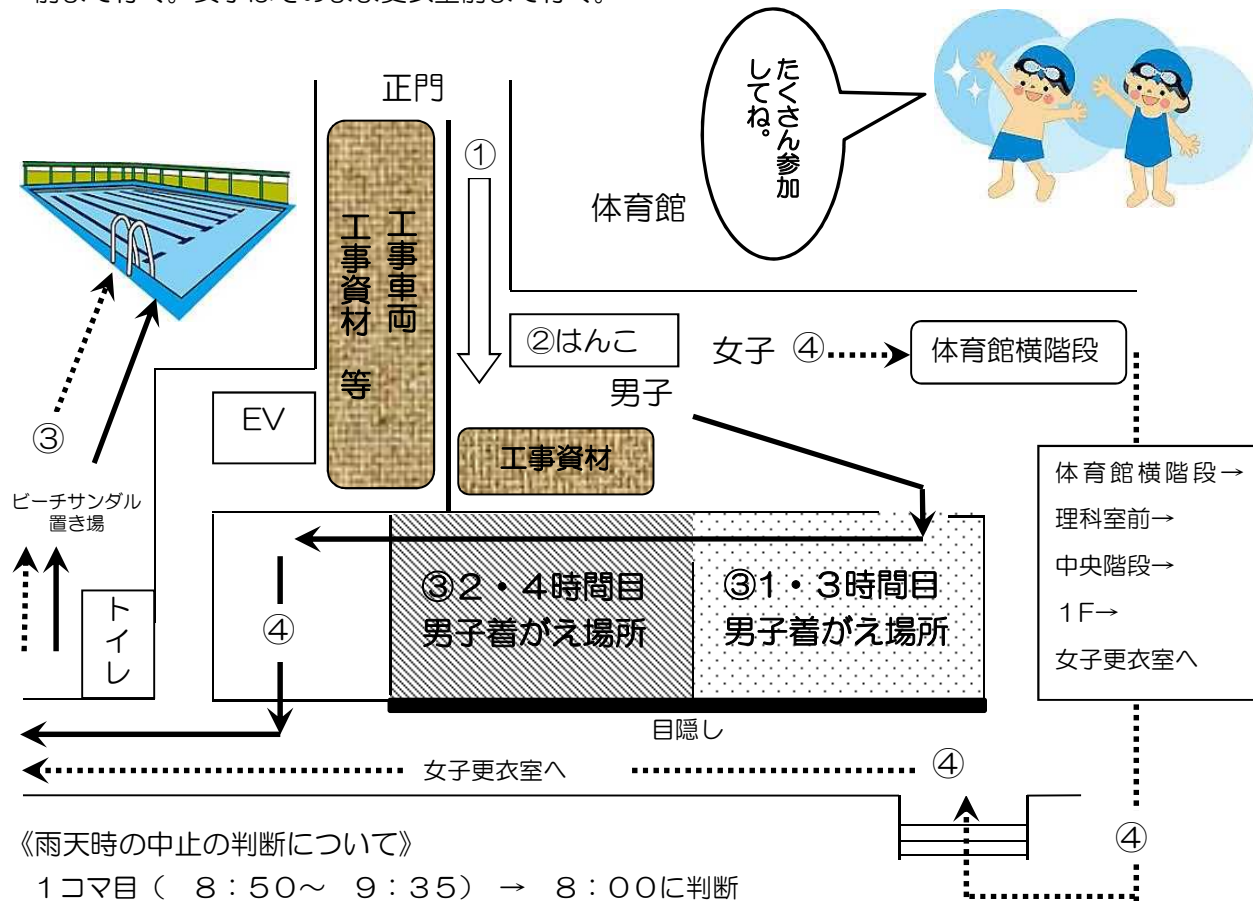 正門
たくさん参加
してね。
①
体育館
工事車両
工事資材 等
②はんこ
女子 ④
体育館横階段
男子
EV
③
工事資材
ビーチサンダル
置き場
体育館横階段→
理科室前→
中央階段→
1F→
女子更衣室へ
③2・4時間目
男子着がえ場所
③1・3時間目
男子着がえ場所
トイレ
④
目隠し
女子更衣室へ
④
④
《雨天時の中止の判断について》
1コマ目( 8:50~ 9:35) → 8:00に判断